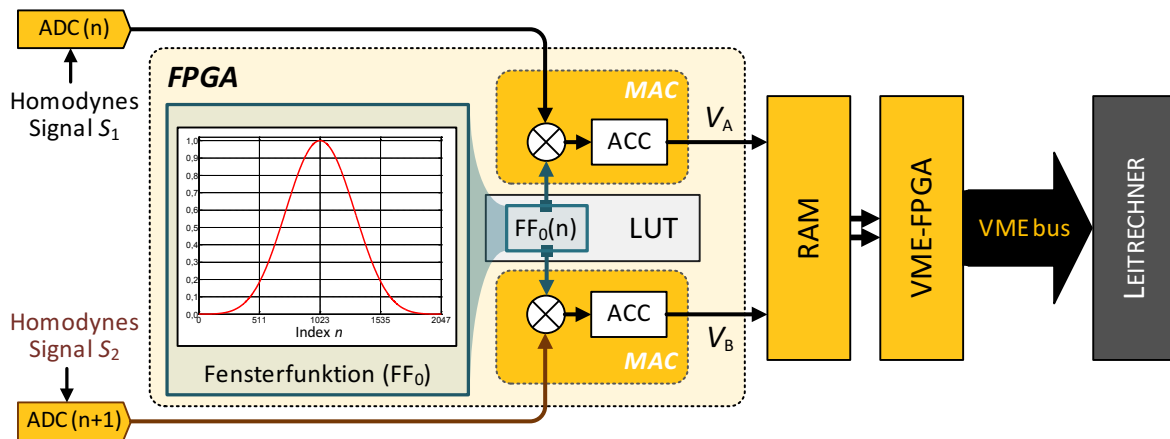 ADC (n)
Homodynes
Signal S₁
FPGA
MAC
ACC
V_A
1,0
0,9
0,8
0,7
0,6
0,5
0,4
0,3
0,2
0,1
0,0
0
511
1023
1535
2047
Index n
Fensterfunktion (FF₀)
FF₀(n)
LUT
ACC
V_B
MAC
Homodynes
Signal S₂
ADC (n+1)
RAM
VME-FPGA
VME bus
LEITRECHNER